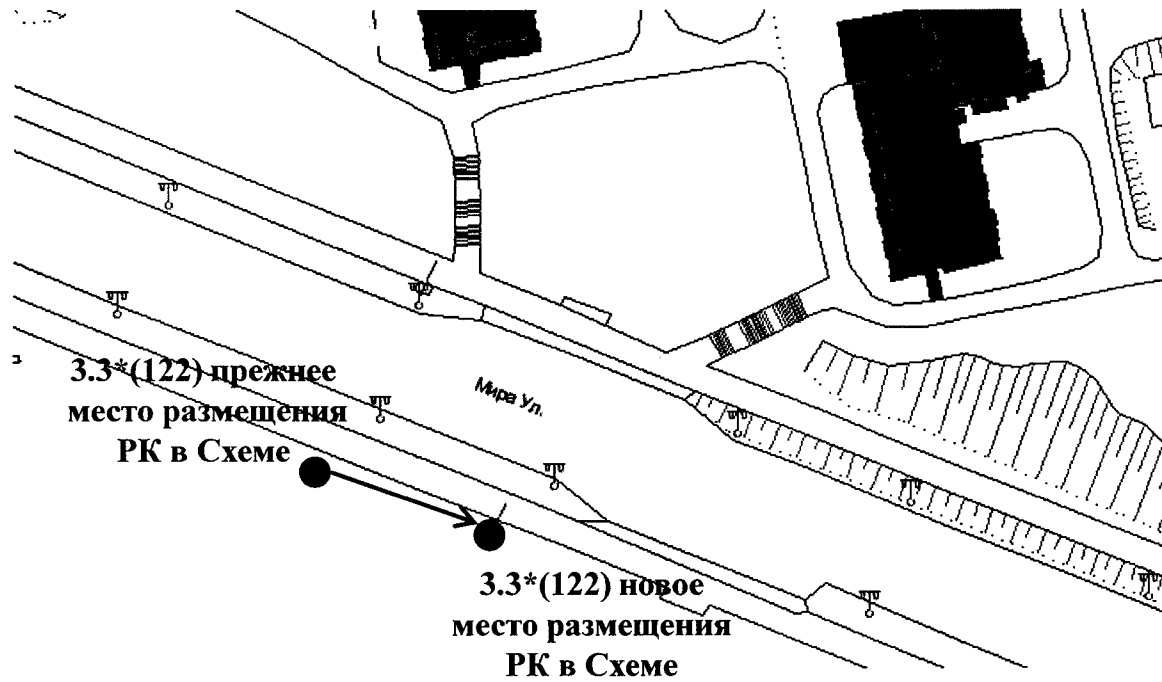 3.3*(122) прежнее
место размещения
РК в Схеме
Мира Ул.
3.3*(122) новое
место размещения
РК в Схеме